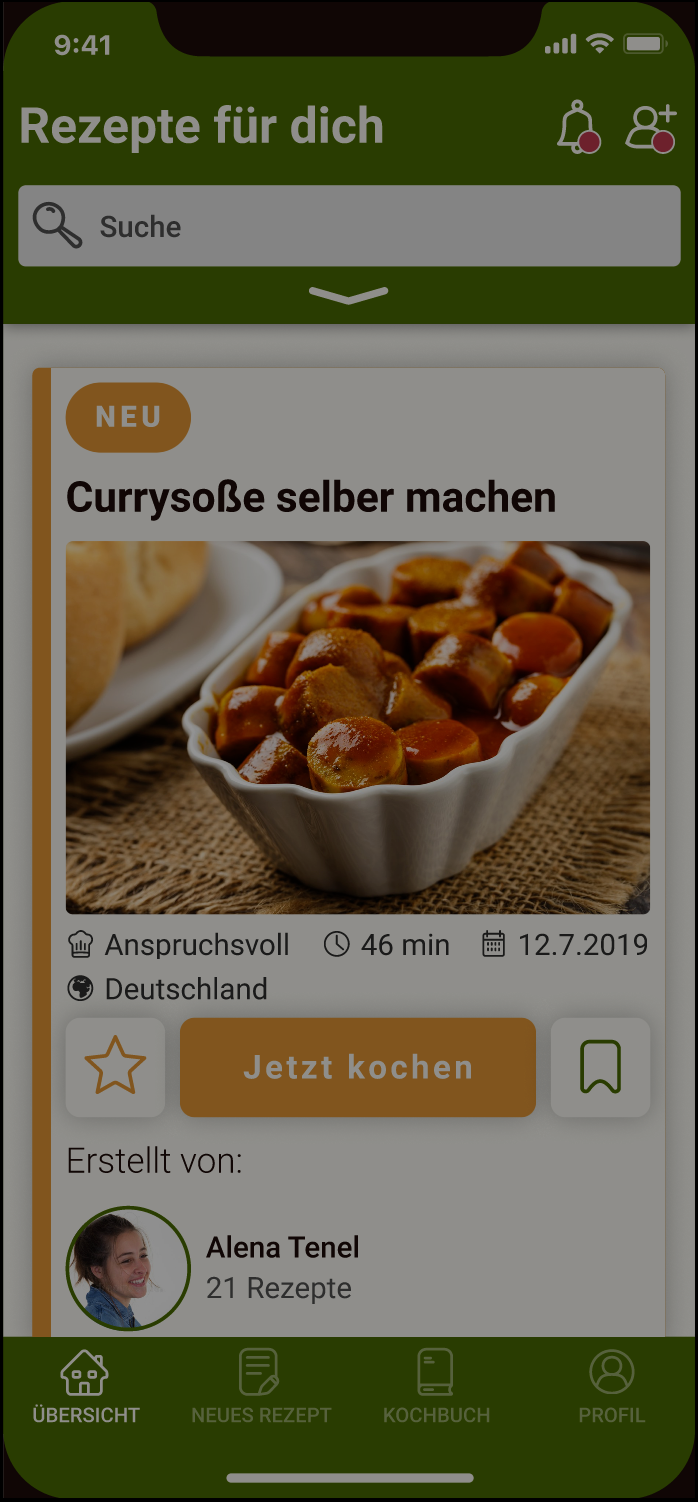 9:41
Rezepte für dich
Suche
NEU
Currysoße selber machen
Anspruchsvoll 46 min 12.7.2019
Deutschland
Jetzt kochen
Erstellt von:
Alena Tenel
21 Rezepte
ÜBERSICHT NEUES REZEPT KOCHBUCH PROFIL